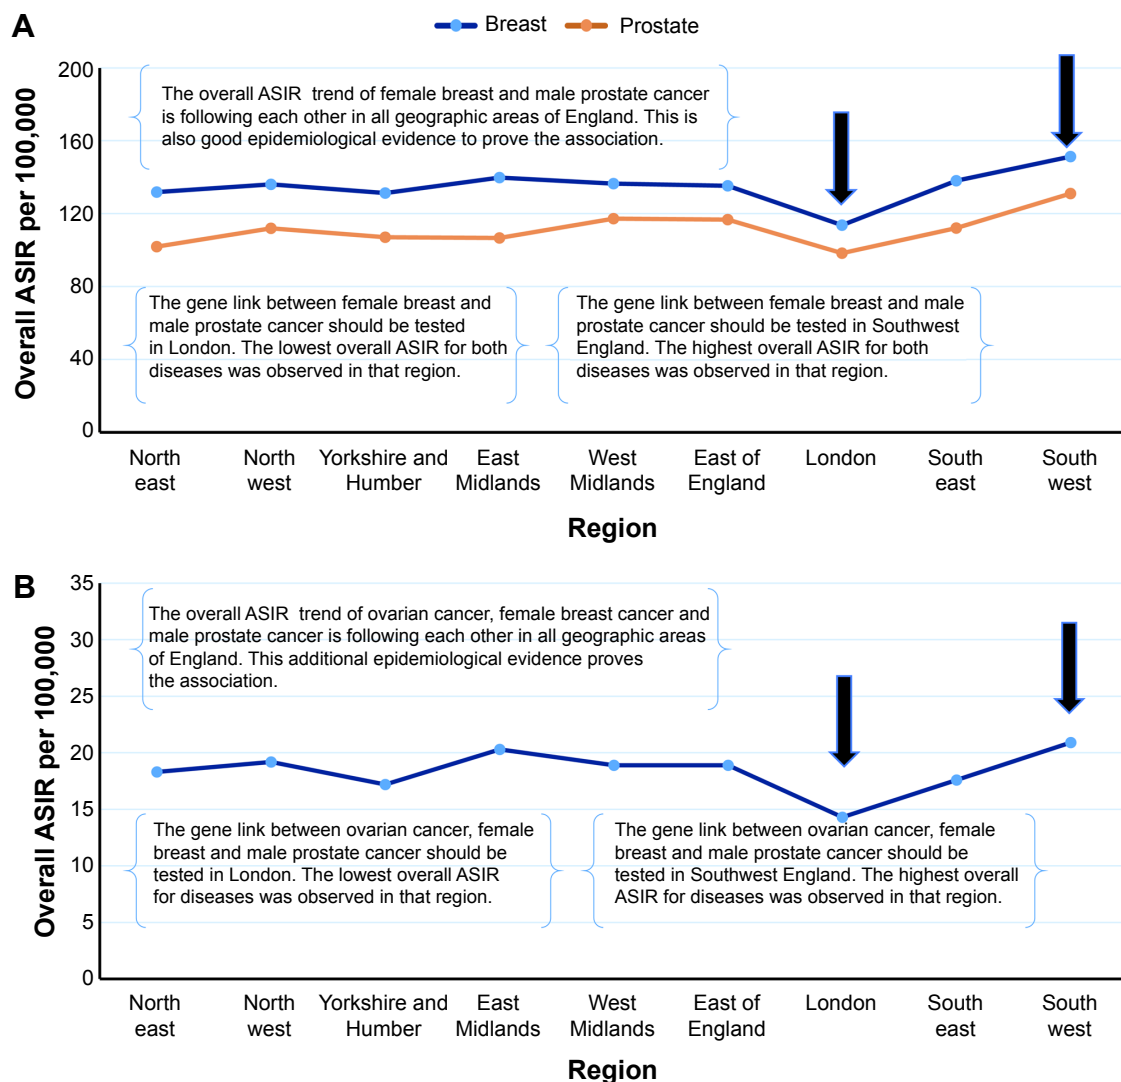 A
Breast Prostate
Overall ASIR per 100,000
200
160
120
80
40
0
The overall ASIR trend of female breast and male prostate cancer
is following each other in all geographic areas of England. This is
also good epidemiological evidence to prove the association.
The gene link between female breast and
male prostate cancer should be tested
in London. The lowest overall ASIR for both
diseases was observed in that region.
The gene link between female breast and male
prostate cancer should be tested in Southwest
England. The highest overall ASIR for both
diseases was observed in that region.
North
east
North
west
Yorkshire and
Humber
East
Midlands
West
Midlands
East of
England
London
South
east
South
west
Region
B
Overall ASIR per 100,000
35
30
25
20
15
10
5
0
The overall ASIR trend of ovarian cancer, female breast cancer and
male prostate cancer is following each other in all geographic areas
of England. This additional epidemiological evidence proves
the association.
The gene link between ovarian cancer, female
breast and male prostate cancer should be
tested in London. The lowest overall ASIR
for diseases was observed in that region.
The gene link between ovarian cancer, female
breast and male prostate cancer should be
tested in Southwest England. The highest overall
ASIR for diseases was observed in that region.
North
east
North
west
Yorkshire and
Humber
East
Midlands
West
Midlands
East of
England
London
South
east
South
west
Region